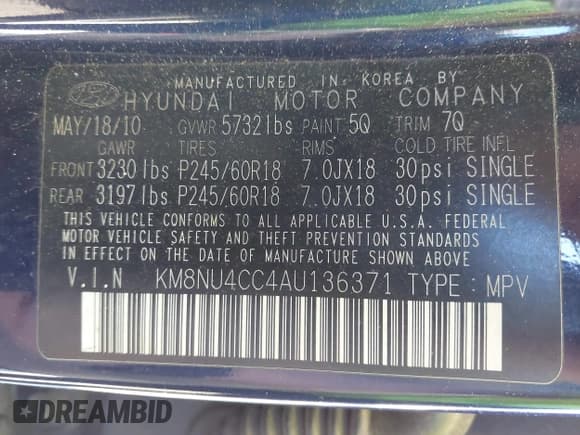 MANUFACTURED IN KOREA BY
HYUNDAI MOTOR COMPANY
MAY/18/10 GVWR 5732lbs PAINT 5Q TRIM 7Q
GAWR TIRES RIMS COLD TIRE INFL
FRONT 3230lbs P245/60R18 7.0JX18 30psi SINGLE
REAR 3197lbs P245/60R18 7.0JX18 30psi SINGLE
THIS VEHICLE CONFORMS TO ALL APPLICABLE U.S.A. FEDERAL
MOTOR VEHICLE SAFETY AND BUMPER AND THEFT PREVENTION
STANDARDS IN EFFECT ON THE DATE OF MANUFACTURE SHOWN ABOVE
V.I.N KM8NU4CC4AU136371 TYPE : MPV
DREAMBID